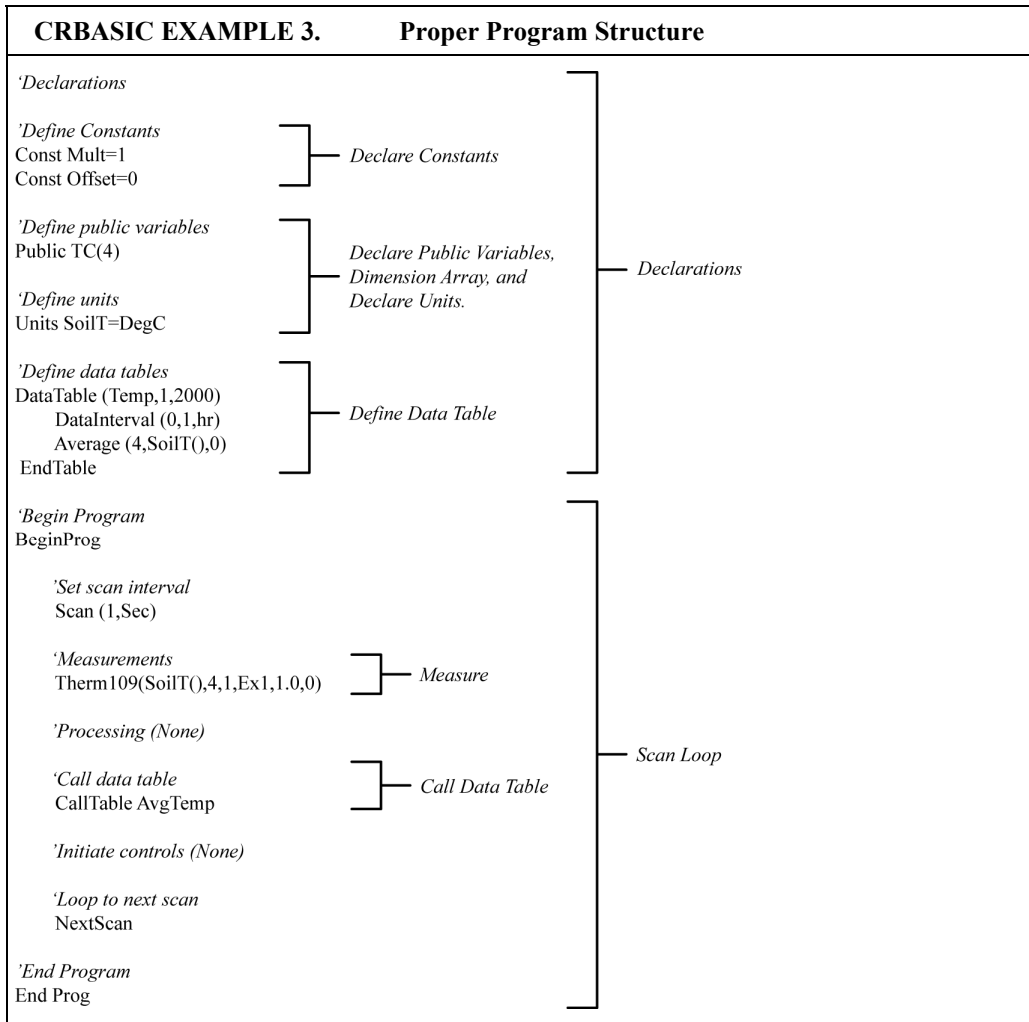 CRBASIC EXAMPLE 3. Proper Program Structure
‘Declarations
’Define Constants
Const Mult=1
Const Offset=0
Declare Constants
’Define public variables
Public TC(4)
’Define units
Units SoilT=DegC
Declare Public Variables,
Dimension Array, and
Declare Units.
’Define data tables
DataTable (Temp,1,2000)
DataInterval (0,1,hr)
Average (4,SoilT(),0)
EndTable
Define Data Table
Declarations
‘Begin Program
BeginProg
’Set scan interval
Scan (1,Sec)
‘Measurements
Therm109(SoilT(),4,1,Ex1,1.0,0)
Measure
’Processing (None)
‘Call data table
CallTable AvgTemp
Call Data Table
’Initiate controls (None)
‘Loop to next scan
NextScan
Scan Loop
’End Program
End Prog